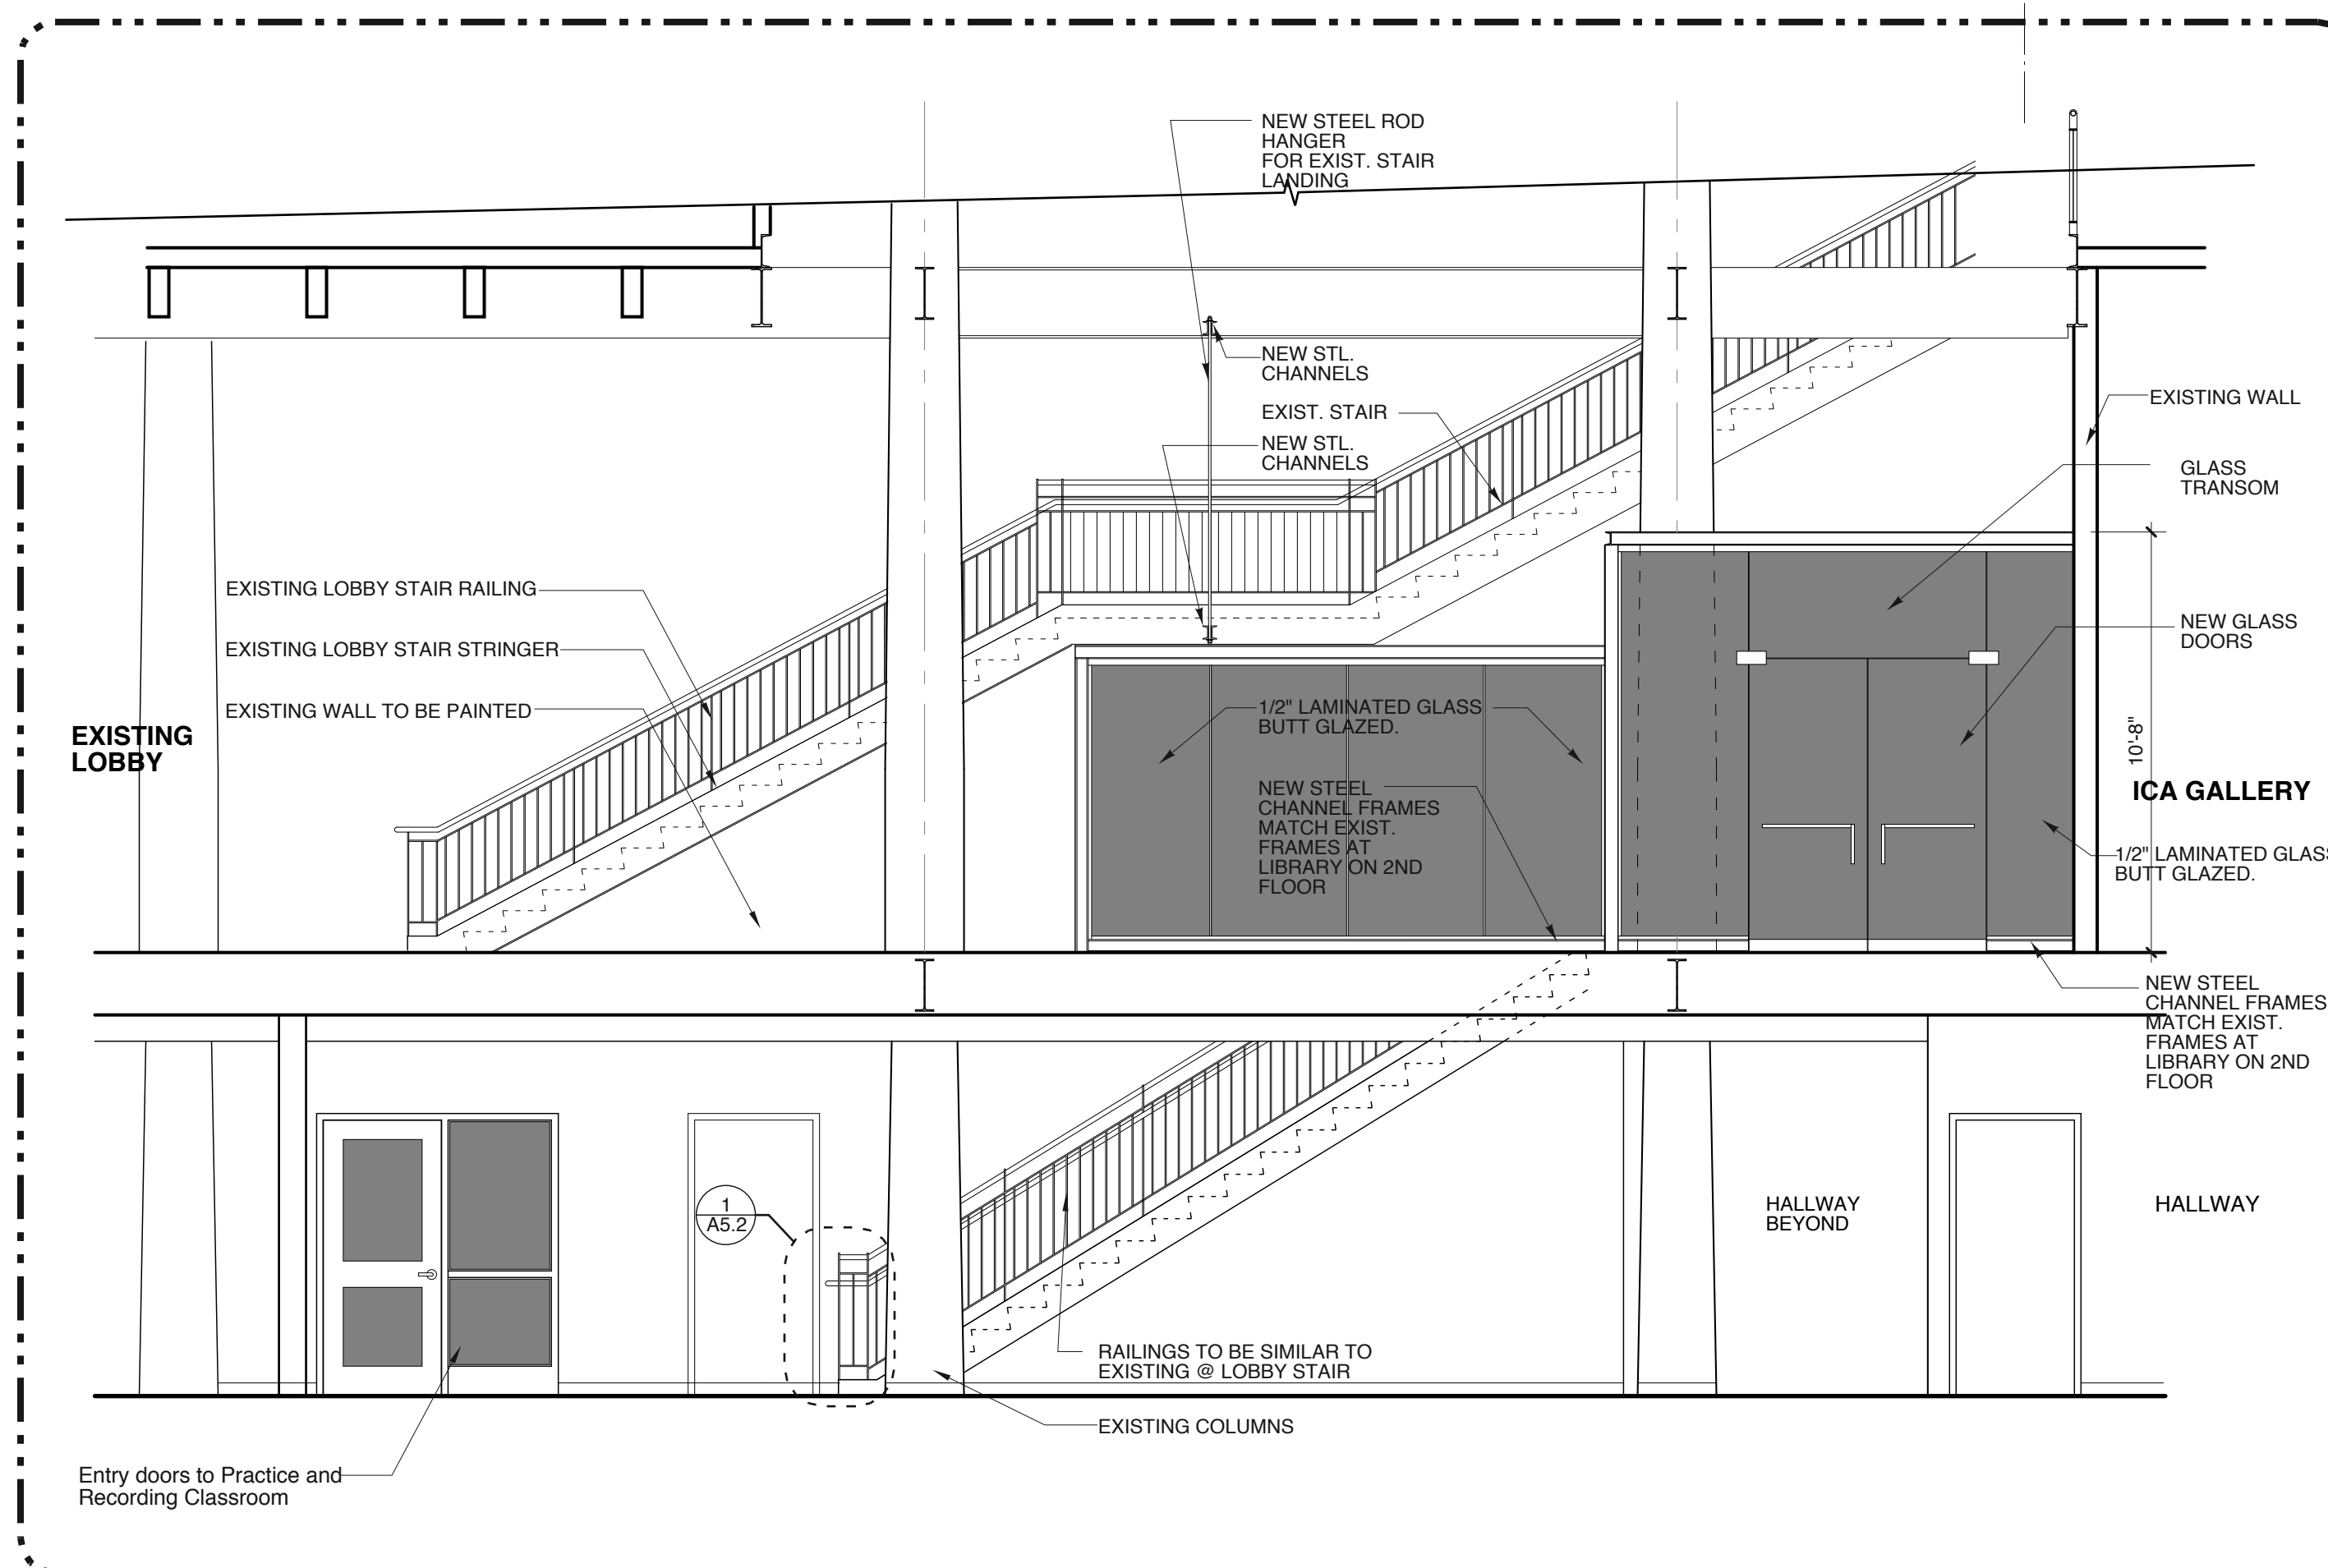 NEW STEEL ROD
HANGER
FOR EXIST. STAIR
LANDING
NEW STL.
CHANNELS
EXIST. STAIR
NEW STL.
CHANNELS
EXISTING WALL
GLASS
TRANSOM
EXISTING LOBBY STAIR RAILING
EXISTING LOBBY STAIR STRINGER
EXISTING WALL TO BE PAINTED
EXISTING
LOBBY
NEW GLASS
DOORS
1/2" LAMINATED GLASS
BUTT GLAZED.
10'-8"
NEW STEEL
CHANNEL FRAMES
MATCH EXIST.
FRAMES AT
LIBRARY ON 2ND
FLOOR
ICA GALLERY
1/2" LAMINATED GLASS
BUTT GLAZED.
NEW STEEL
CHANNEL FRAMES
MATCH EXIST.
FRAMES AT
LIBRARY ON 2ND
FLOOR
1
A5.2
HALLWAY
BEYOND
HALLWAY
RAILINGS TO BE SIMILAR TO
EXISTING @ LOBBY STAIR
EXISTING COLUMNS
Entry doors to Practice and
Recording Classroom